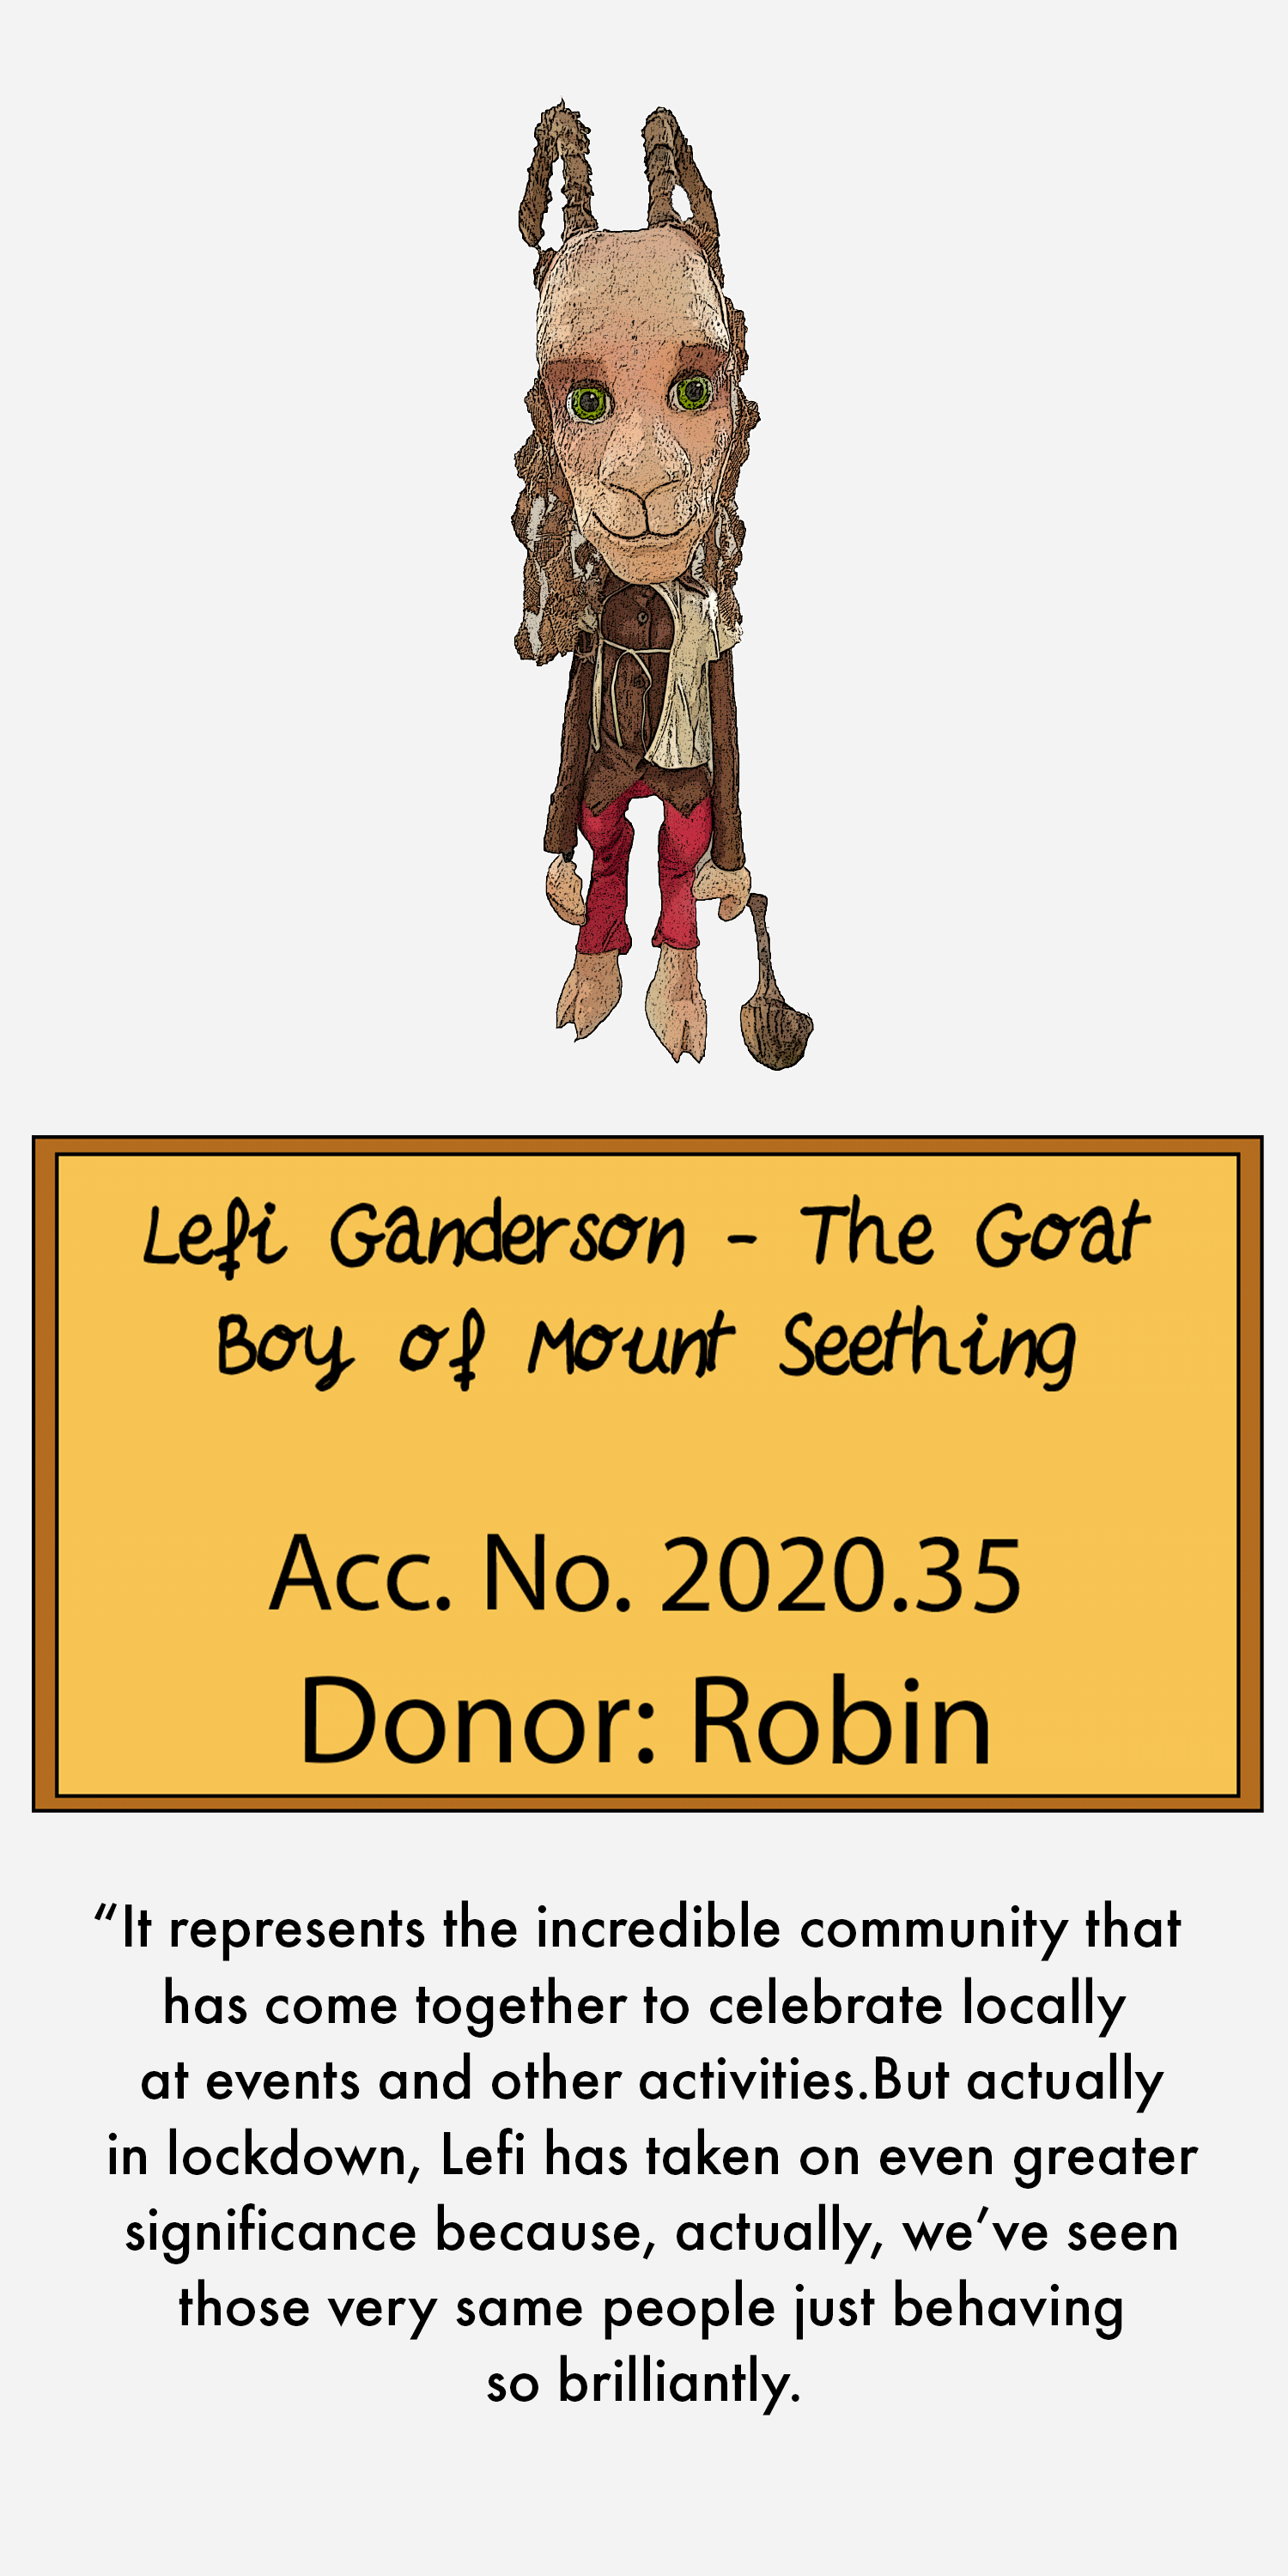 Lefi Ganderson - The Goat
Boy of Mount Seething
Acc. No. 2020.35
Donor: Robin
“It represents the incredible community that
has come together to celebrate locally
at events and other activities.But actually
in lockdown, Lefi has taken on even greater
significance because, actually, we’ve seen
those very same people just behaving
so brilliantly.